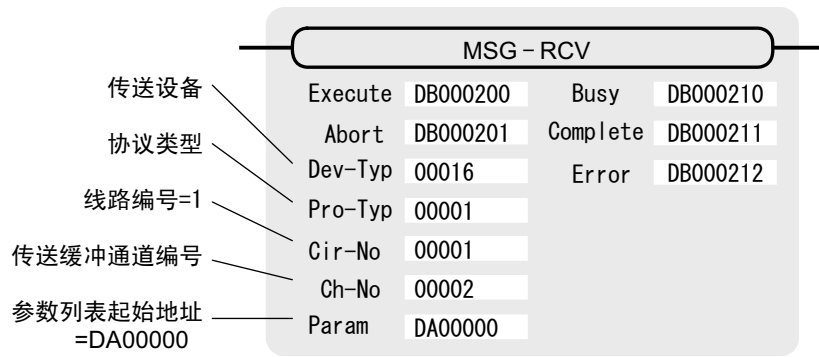 MSG-RCV
传送设备
协议类型
线路编号=1
传送缓冲通道编号
参数列表起始地址
=DA00000
Execute DB000200 Busy DB000210
Abort DB000201 Complete DB000211
Dev-Typ 00016 Error DB000212
Pro-Typ 00001
Cir-No 00001
Ch-No 00002
Param DA00000